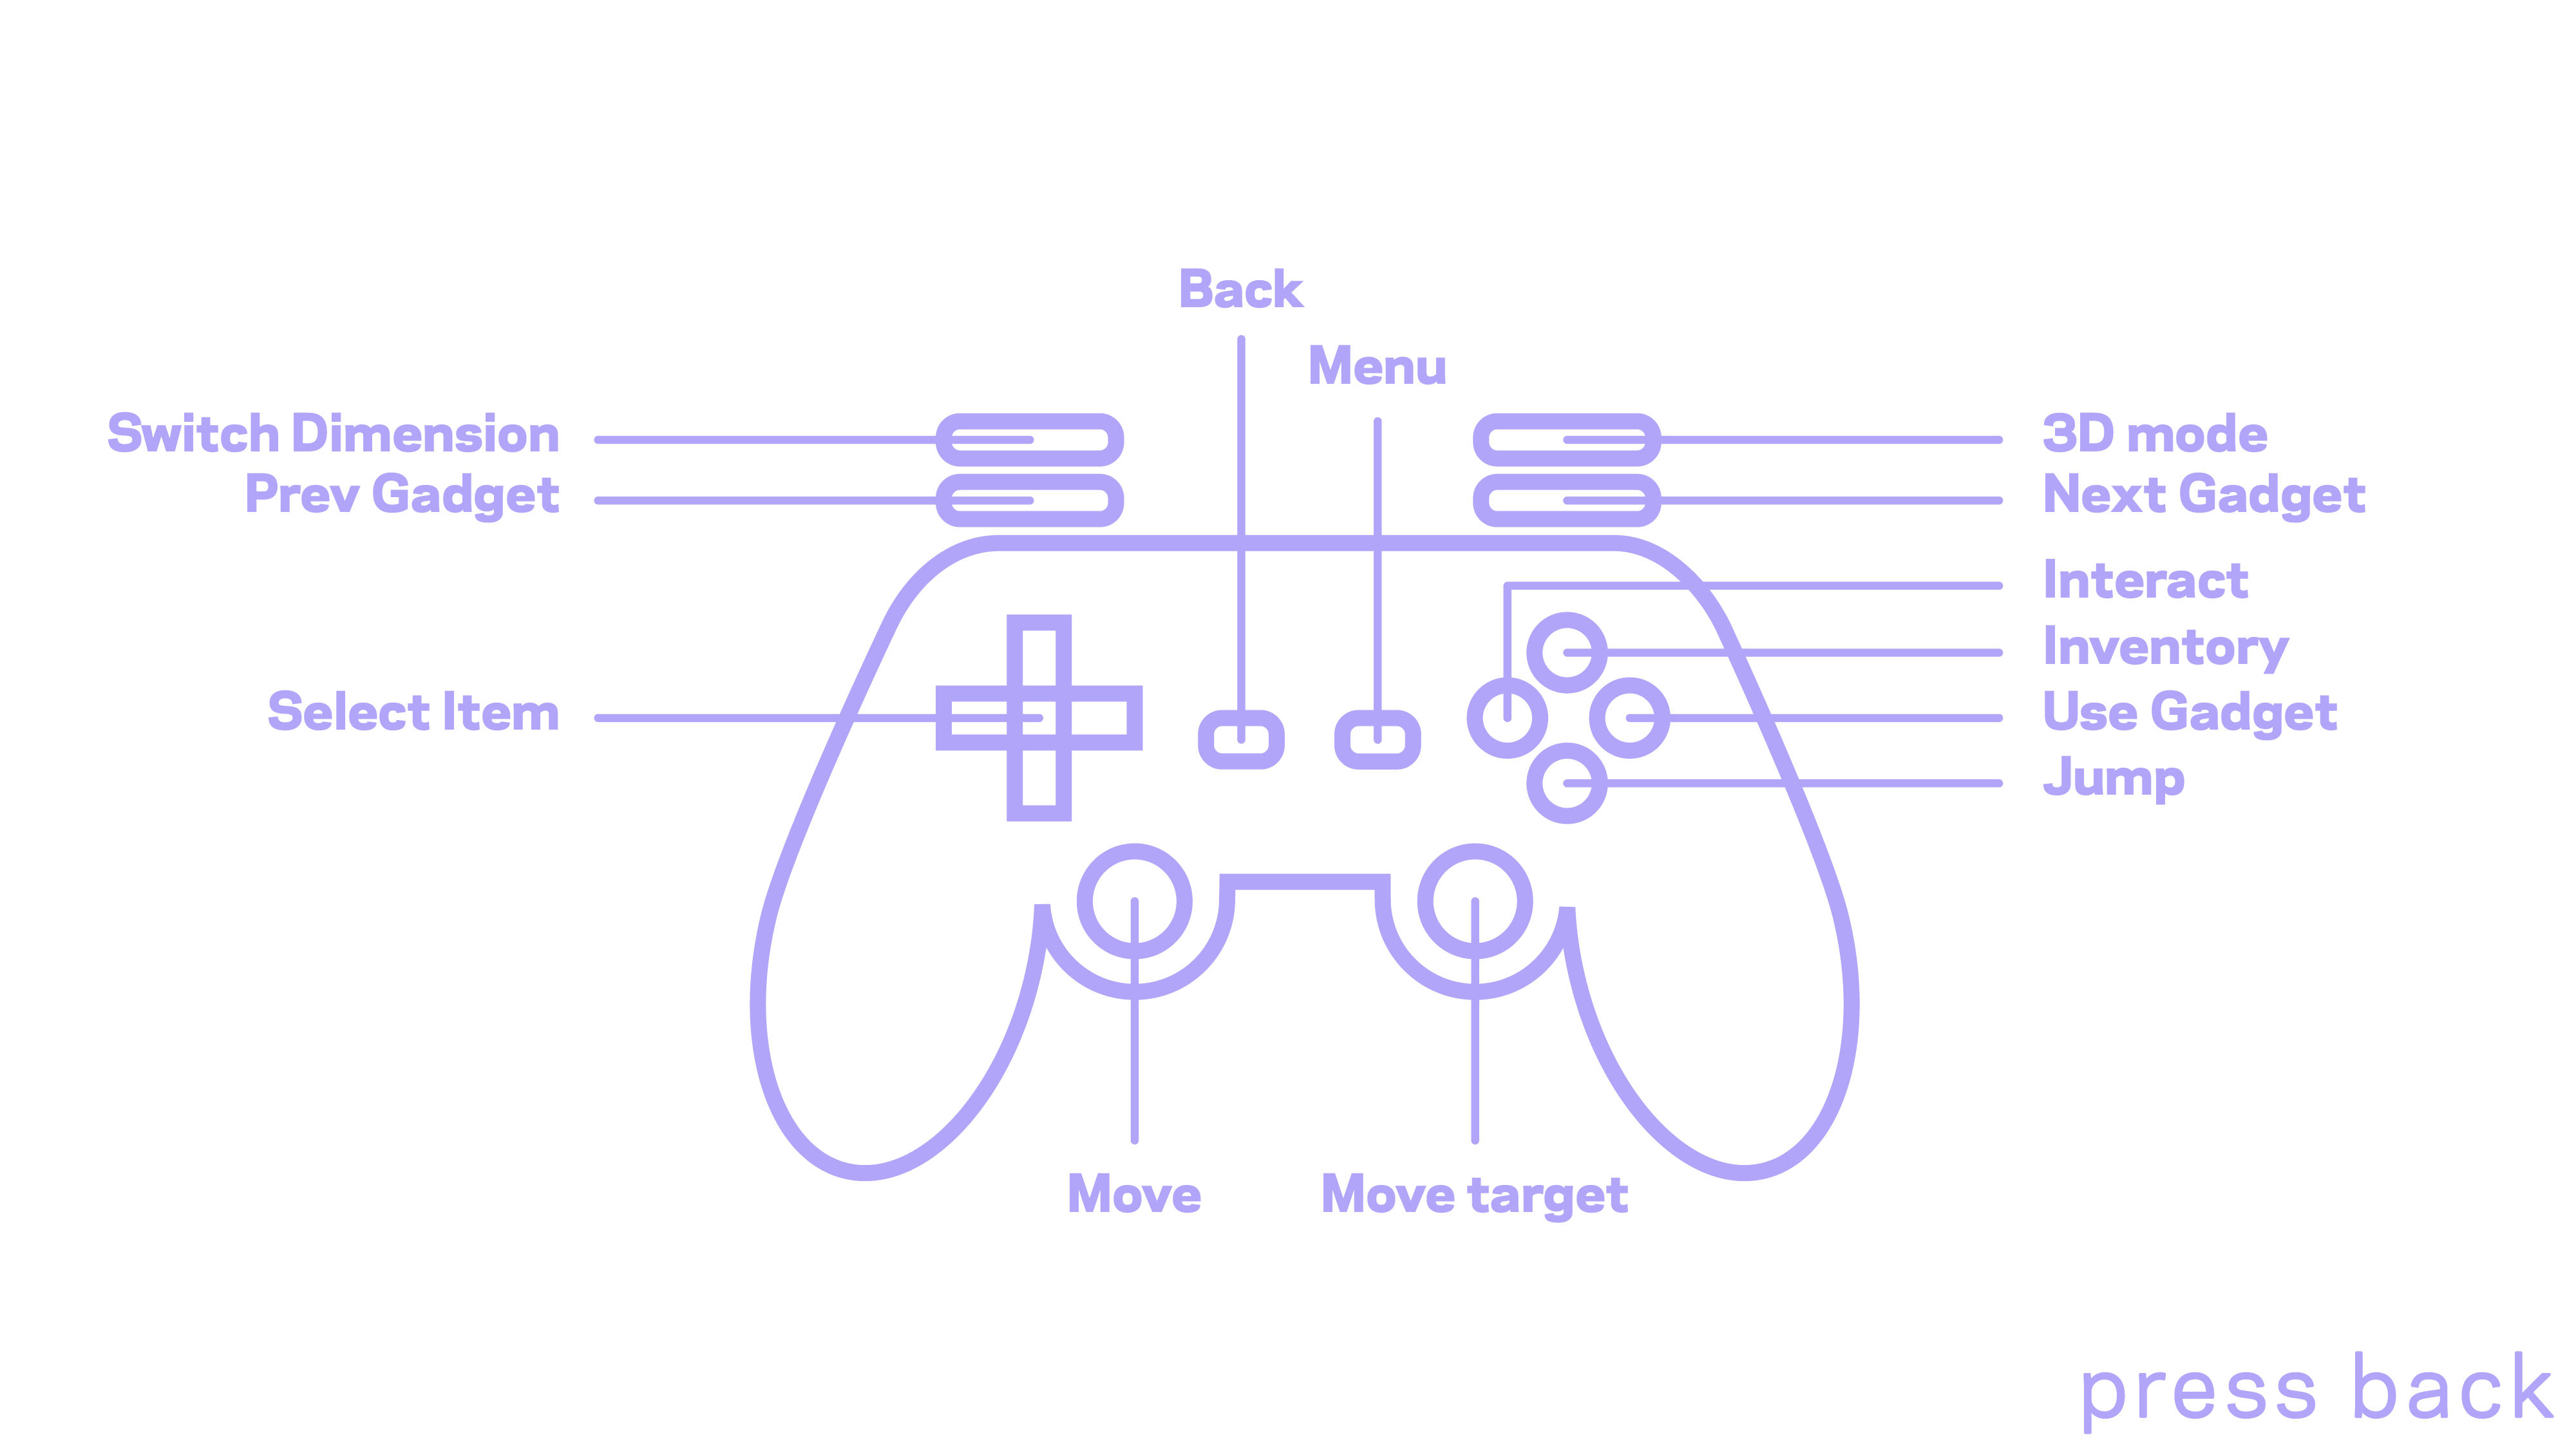 Back
Menu
Switch Dimension
Prev Gadget
Select Item
3D mode
Next Gadget
Interact
Inventory
Use Gadget
Jump
Move
Move target
press back